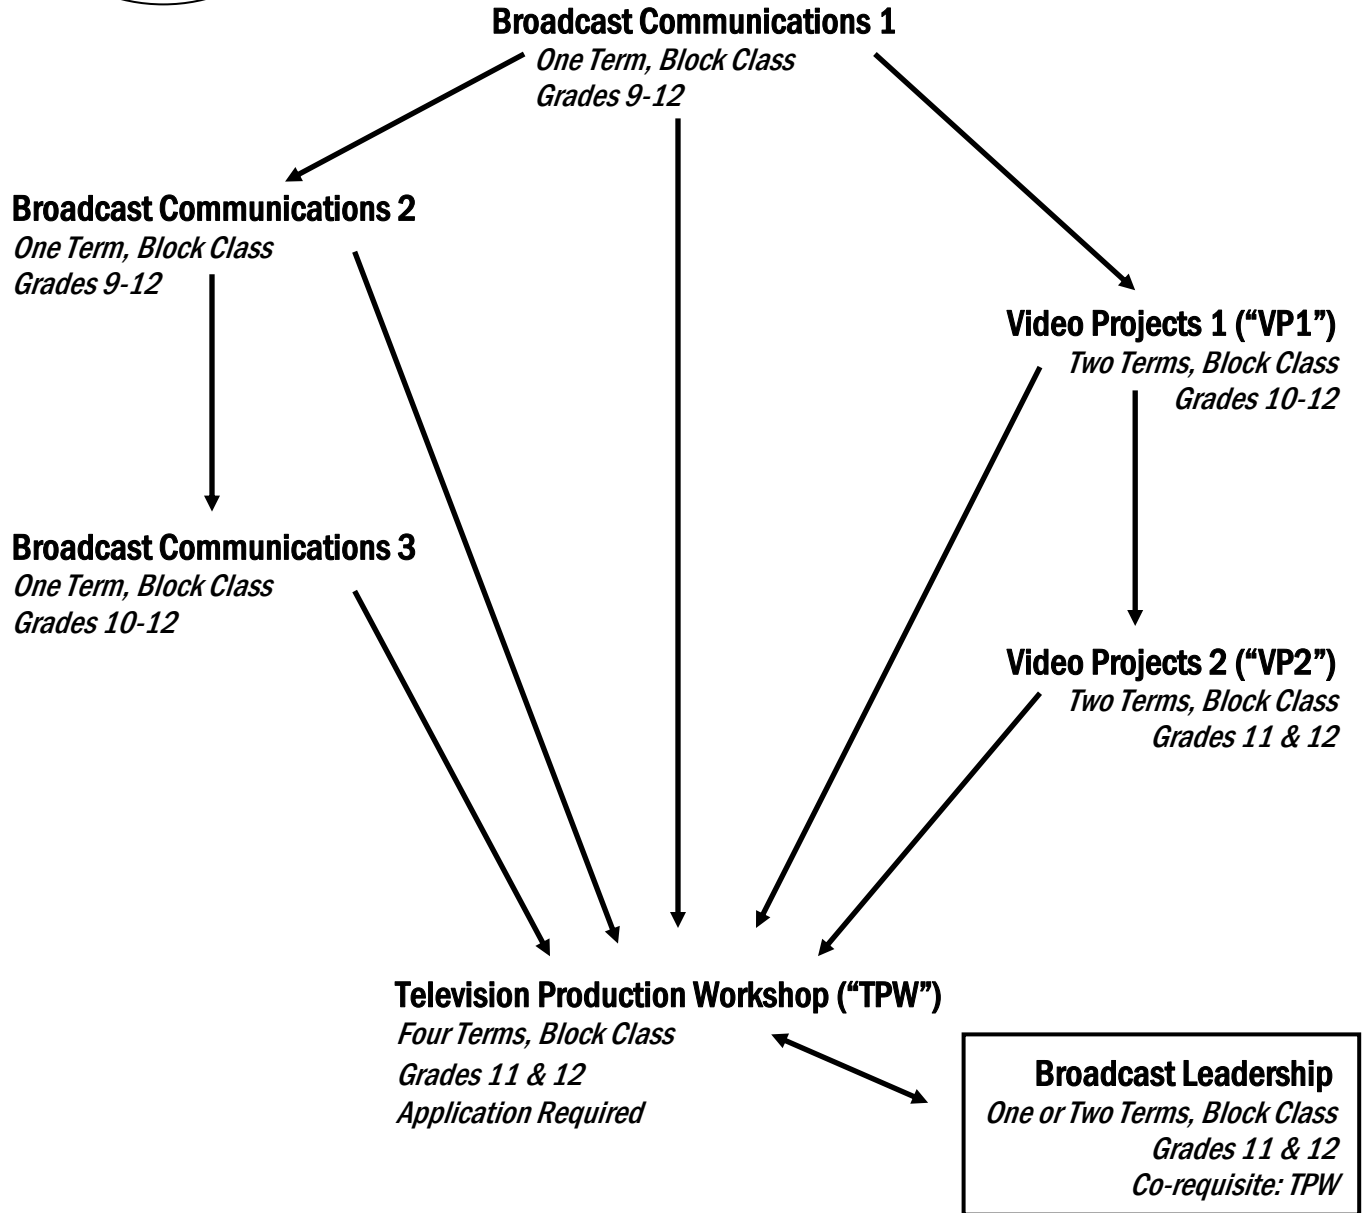 Broadcast Communications 1
One Term, Block Class
Grades 9-12
Broadcast Communications 2
One Term, Block Class
Grades 9-12
Video Projects 1 (“VP1”)
Two Terms, Block Class
Grades 10-12
Broadcast Communications 3
One Term, Block Class
Grades 10-12
Video Projects 2 (“VP2”)
Two Terms, Block Class
Grades 11 & 12
Television Production Workshop (“TPW”)
Four Terms, Block Class
Grades 11 & 12
Application Required
Broadcast Leadership
One or Two Terms, Block Class
Grades 11 & 12
Co-requisite: TPW